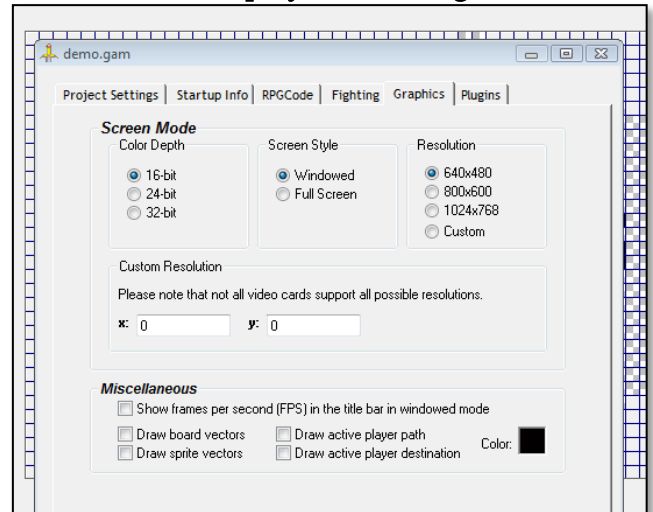 demo.gam
Project Settings Startup Info RPGCode Fighting Graphics Plugins
Screen Mode
Color Depth Screen Style Resolution
16-bit Windowed 640x480
24-bit Full Screen 800x600
32-bit 1024x768
Custom
Custom Resolution
Please note that not all video cards support all possible resolutions.
x: 0 y: 0
Miscellaneous
Show frames per second (FPS) in the title bar in windowed mode
Draw board vectors Draw active player path Color:
Draw sprite vectors Draw active player destination